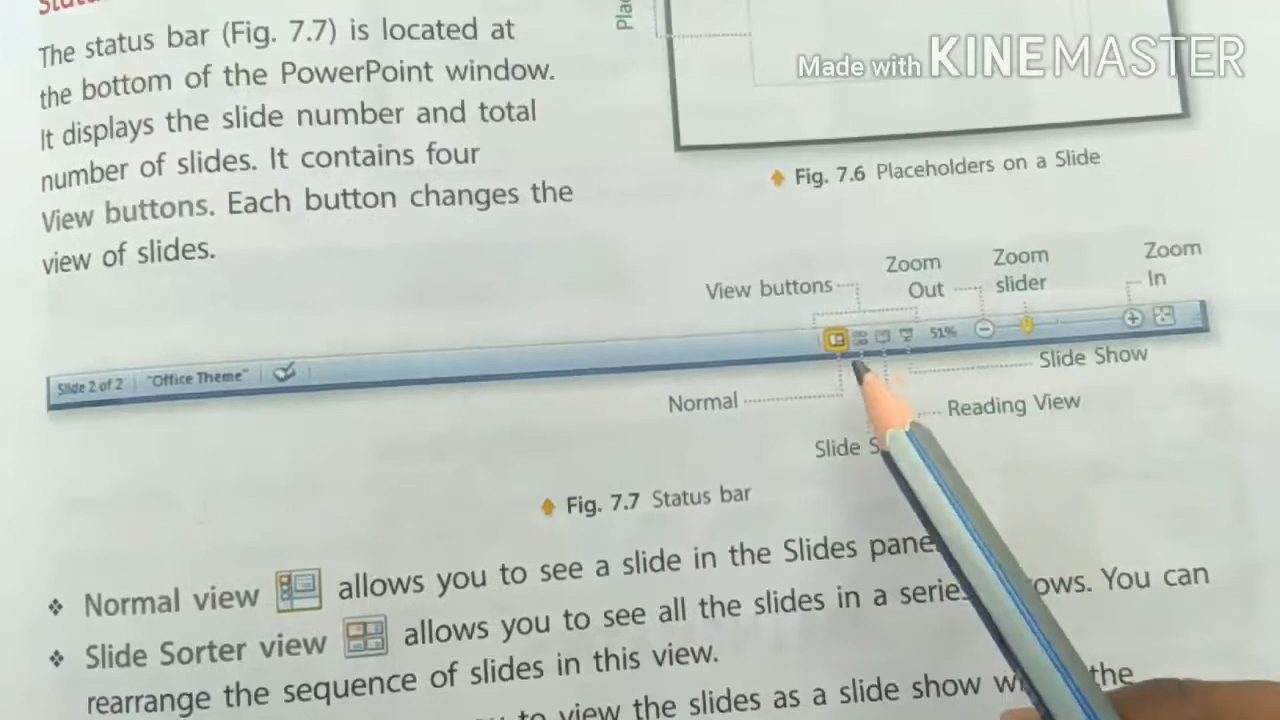 The status bar (Fig. 7.7) is located at
the bottom of the PowerPoint window.
It displays the slide number and total
number of slides. It contains four
View buttons. Each button changes the
view of slides.
Made with KINEMASTER
Fig. 7.6 Placeholders on a Slide
View buttons
Zoom Out
Zoom slider
Zoom In
Slide 2 of 2 "Office Theme" 51%
Normal
Slide Show
Reading View
Slide
Fig. 7.7 Status bar
❖ Normal view allows you to see a slide in the Slides
❖ Slide Sorter view allows you to see all the slides in a You can
rearrange the sequence of slides in this view.
to view the slides as a slide show the